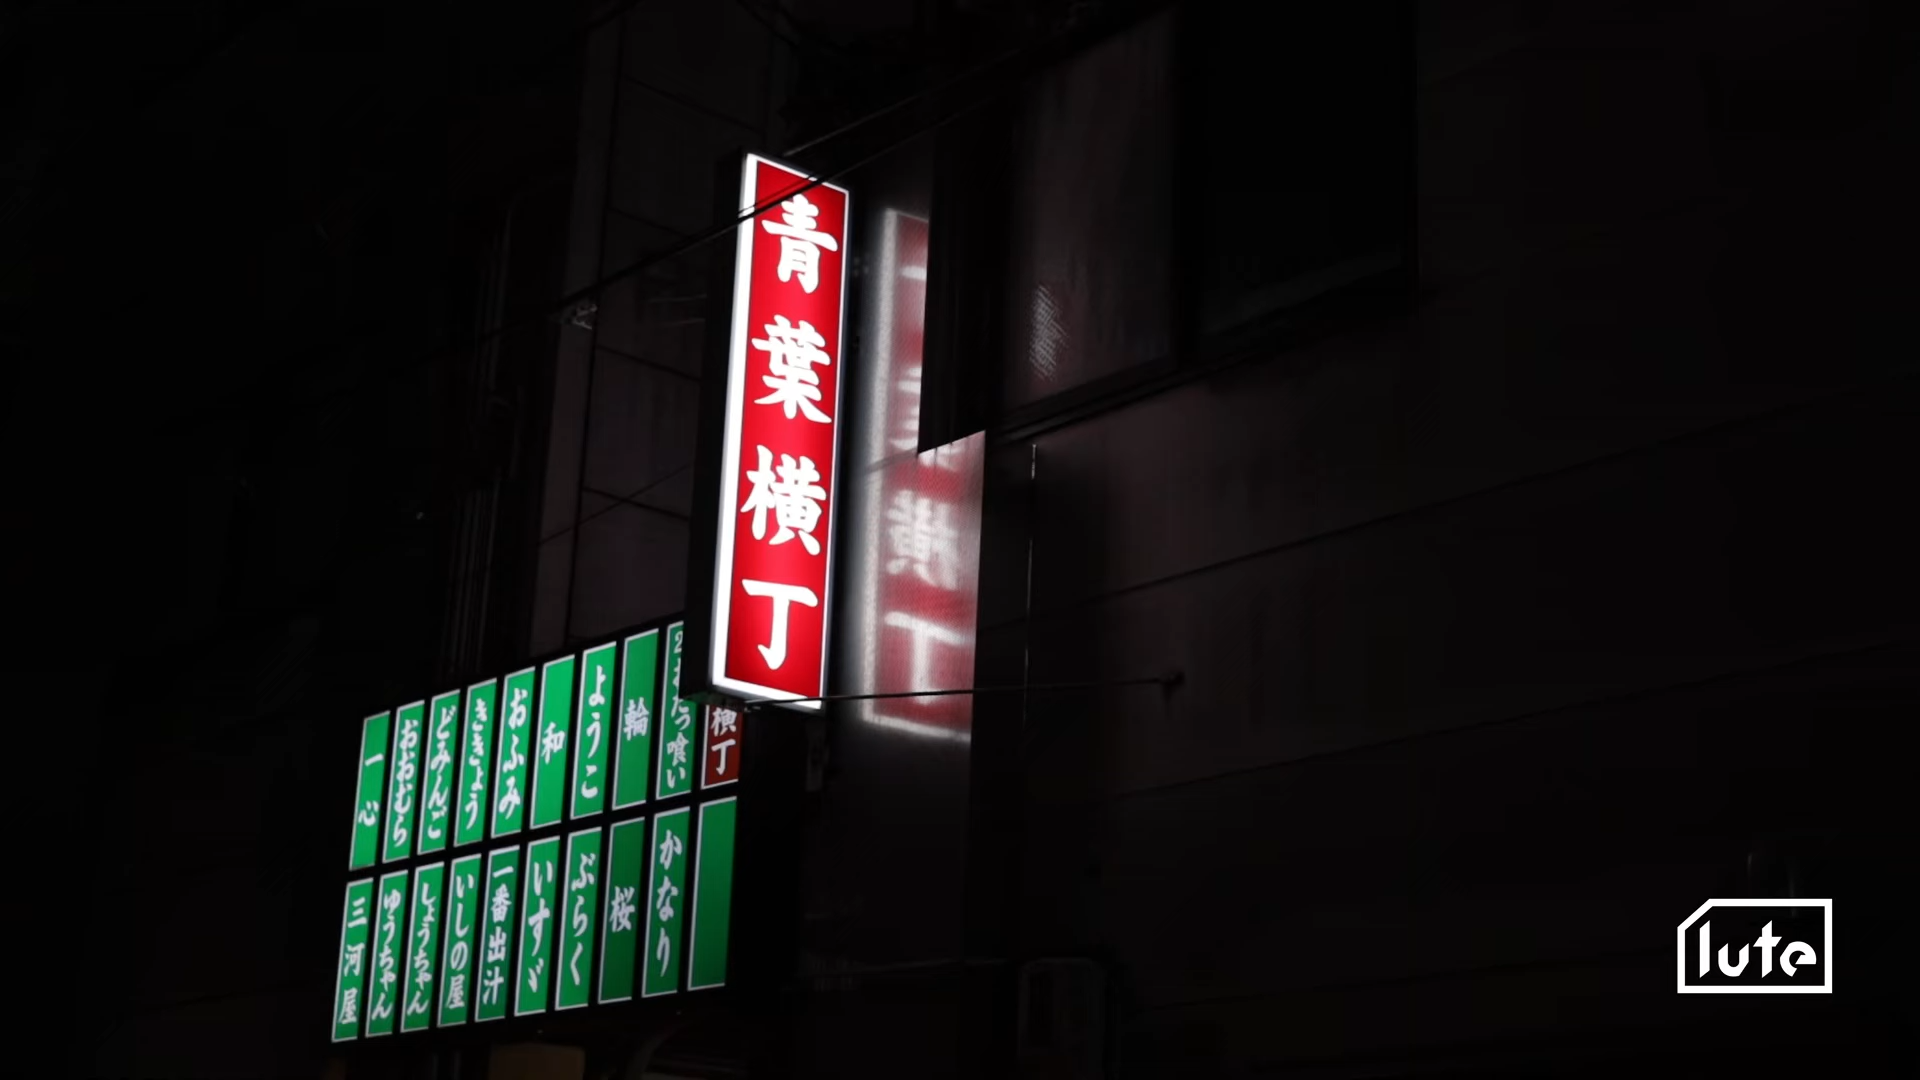 青葉横丁
横丁
喰い
輪
ようこ
和
おふみ
ききょう
どみんご
おおむら
一心
かなり
桜
ぶらく
いすゞ
一番出汁
いしの屋
しょうちゃん
ゆうちゃん
三河屋
lute